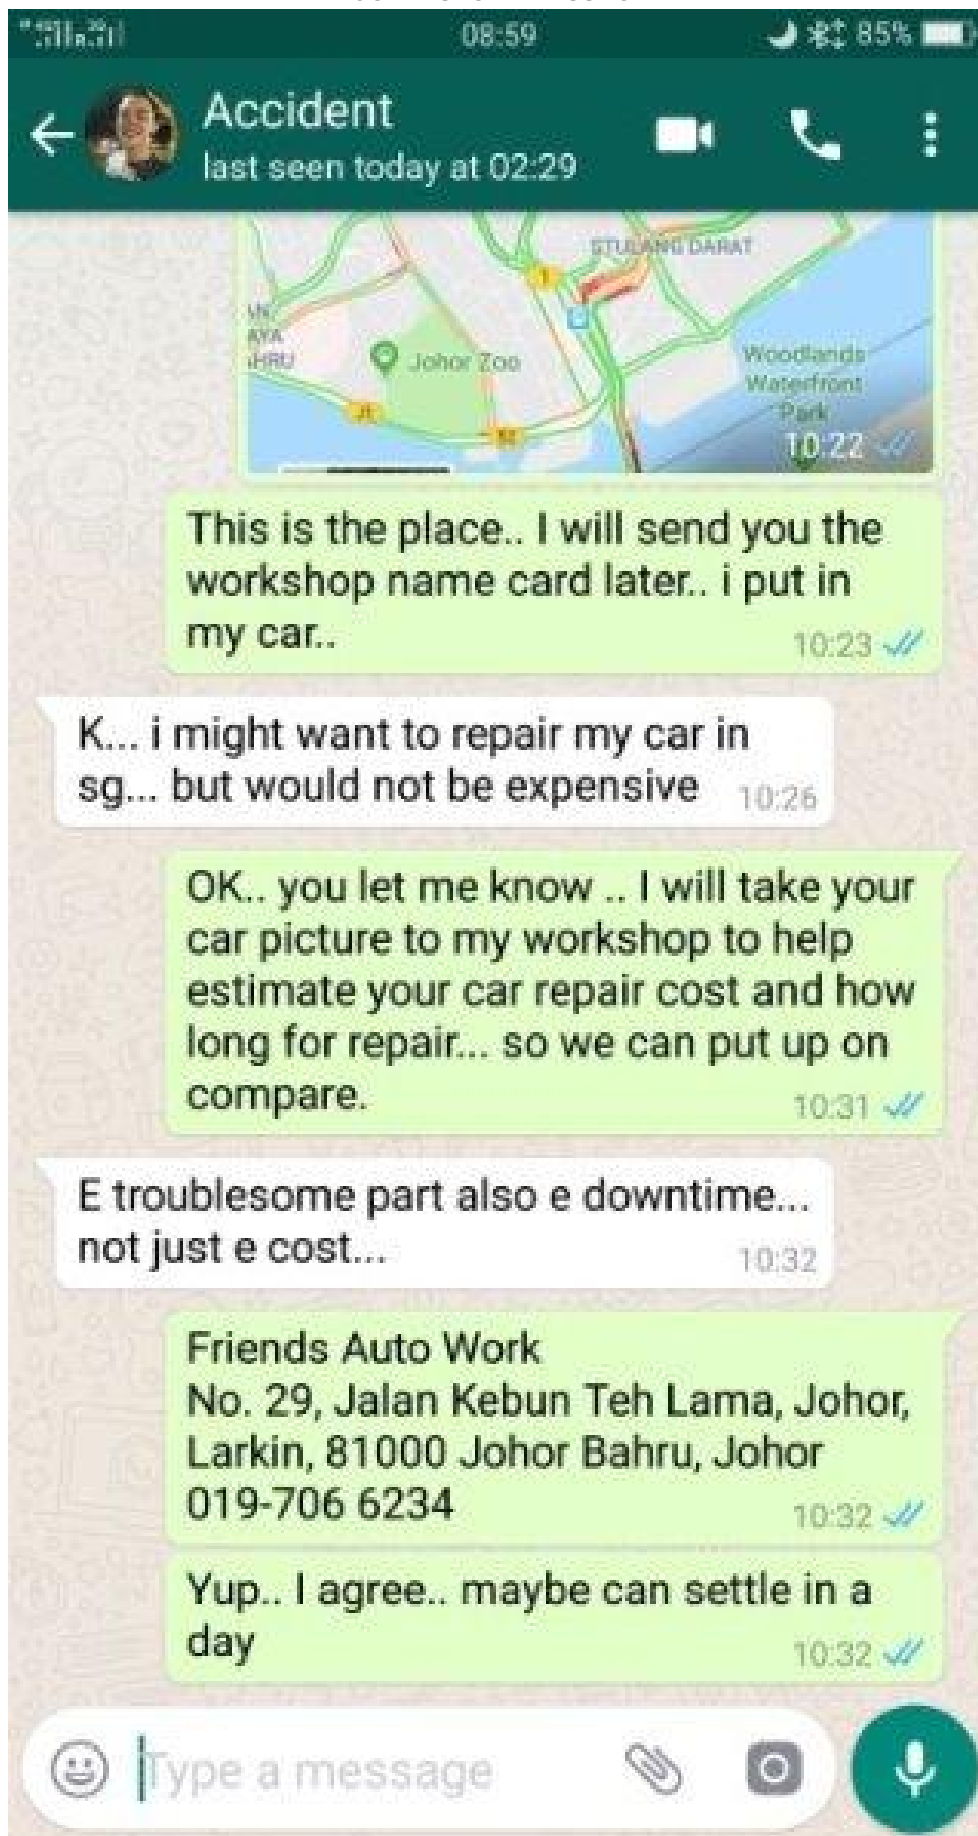 08:59
85%
Accident
last seen today at 02:29
STULANG DARAT
Johor Zoo
Woodlands
Waterfront
Park
10:22
This is the place.. I will send you the
workshop name card later.. i put in
my car..
10:23
K... i might want to repair my car in
sg... but would not be expensive
10:26
OK.. you let me know .. I will take your
car picture to my workshop to help
estimate your car repair cost and how
long for repair... so we can put up on
compare.
10:31
E troublesome part also e downtime...
not just e cost...
10:32
Friends Auto Work
No. 29, Jalan Kebun Teh Lama, Johor,
Larkin, 81000 Johor Bahru, Johor
019-706 6234
10:32
Yup.. I agree.. maybe can settle in a
day
10:32
Type a message